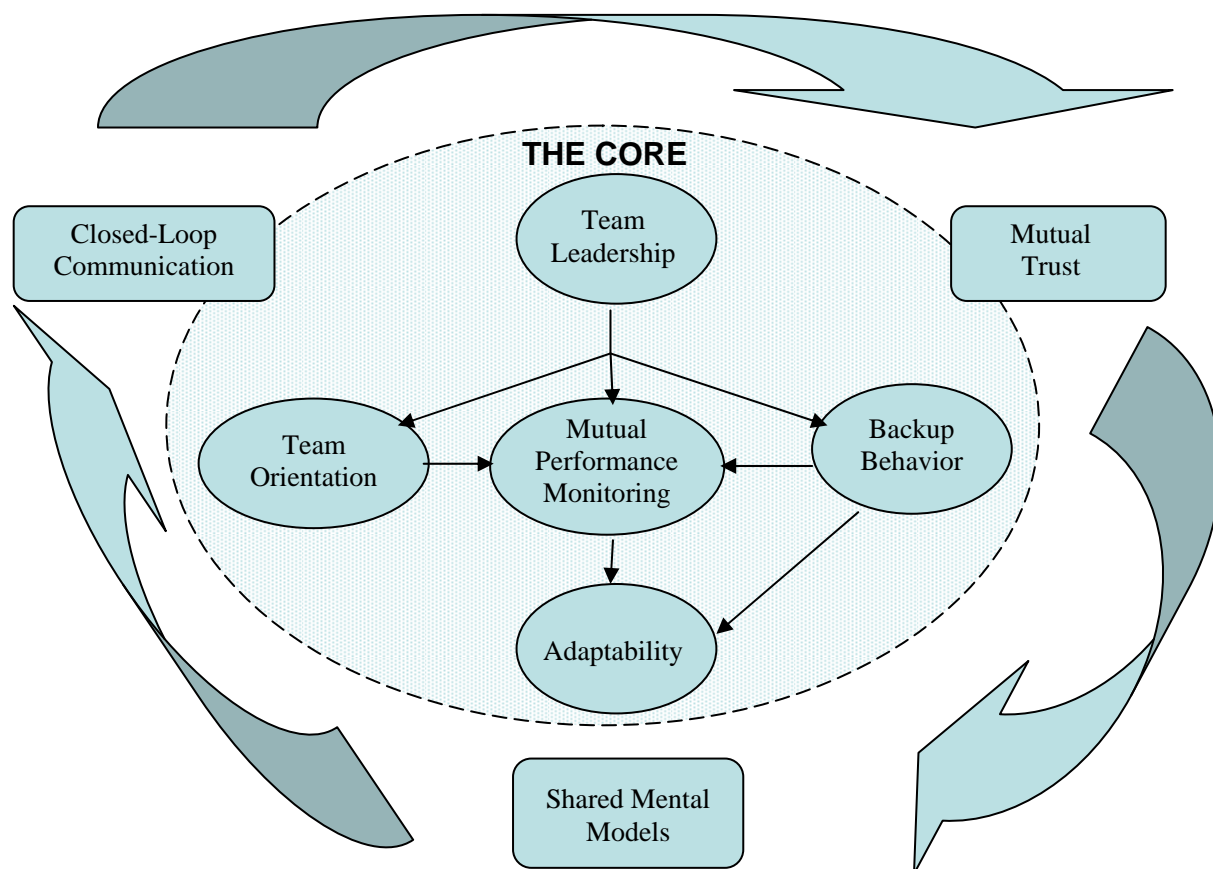 THE CORE
Team
Leadership
Closed-Loop
Communication
Mutual
Trust
Team
Orientation
Mutual
Performance
Monitoring
Backup
Behavior
Adaptability
Shared Mental
Models